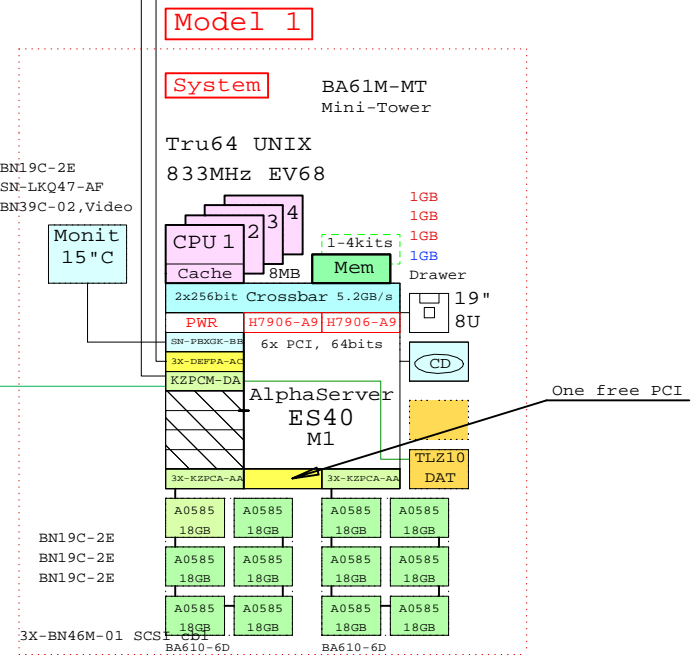 Model 1
System
BA61M-MT
Mini-Tower
Tru64 UNIX
833MHz EV68
BN19C-2E
SN-LKQ47-AF
BN39C-02,Video
Monit
15"C
CPU 1
2
3
4
Cache
8MB
1-4kits
Mem
1GB
1GB
1GB
1GB
Drawer
2x256bit Crossbar 5.2GB/s
19"
8U
PWR
H7906-A9
H7906-A9
SN-PBXGK-BB
6x PCI, 64bits
3X-DEFPA-AC
CD
KZPCM-DA
AlphaServer
ES40
M1
One free PCI
TLZ10
DAT
3X-KZPCA-AA
3X-KZPCA-AA
A0585
18GB
A0585
18GB
A0585
18GB
A0585
18GB
BN19C-2E
BN19C-2E
BN19C-2E
A0585
18GB
A0585
18GB
A0585
18GB
A0585
18GB
A0585
18GB
A0585
18GB
A0585
18GB
A0585
18GB
3X-BN46M-01 SCSI cbl
BA610-6D
BA610-6D